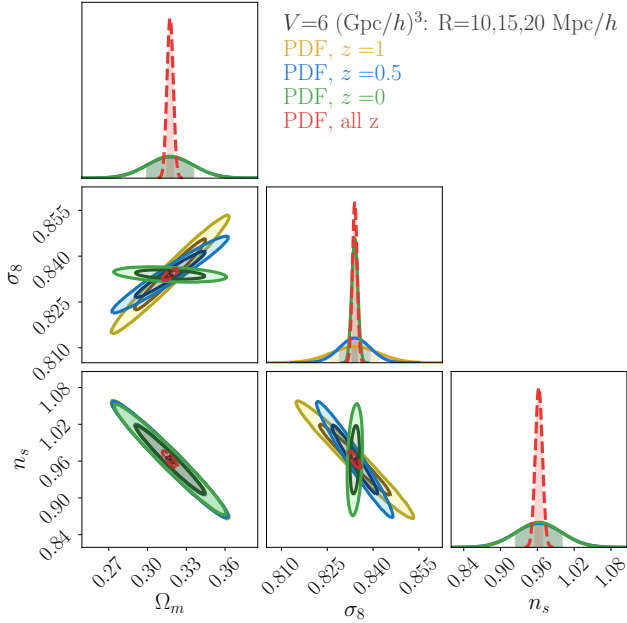 V=6 (Gpc/h)³: R=10,15,20 Mpc/h
PDF, z =1
PDF, z =0.5
PDF, z =0
PDF, all z
σ₈
0.855
0.840
0.825
0.810
n_s
1.08
1.02
0.96
0.90
0.84
0.27
0.30
0.33
0.36
Ω_m
0.810
0.825
0.840
0.855
σ₈
0.84
0.90
0.96
1.02
1.08
n_s